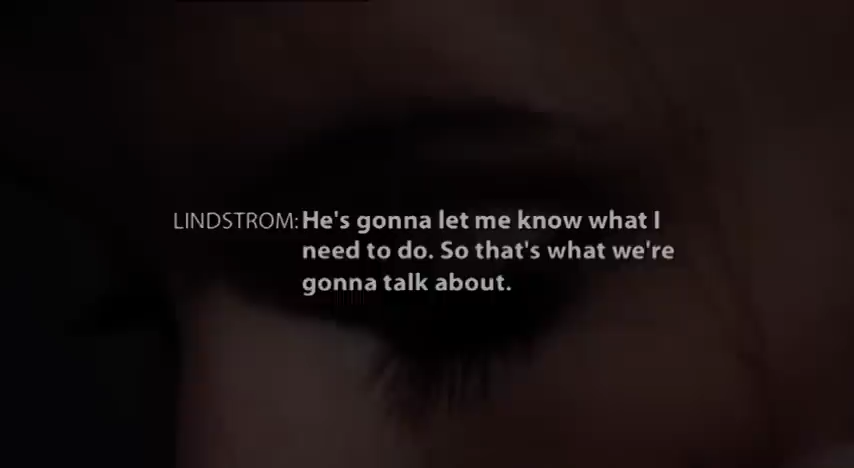 LINDSTROM: He's gonna let me know what I
need to do. So that's what we're
gonna talk about.